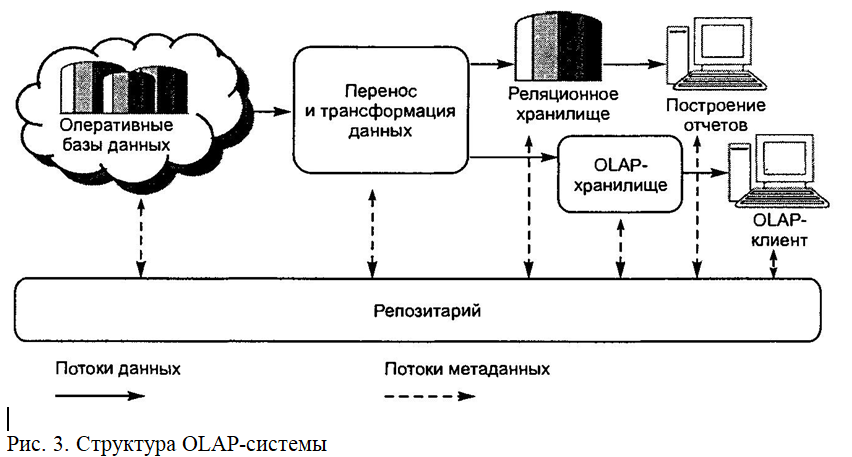 Оперативные
базы данных
Перенос
и трансформация
данных
Реляционное
хранилище
Построение
отчетов
OLAP-
хранилище
OLAP-
клиент
Репозитарий
Потоки данных
Потоки метаданных
Рис. 3. Структура OLAP-системы